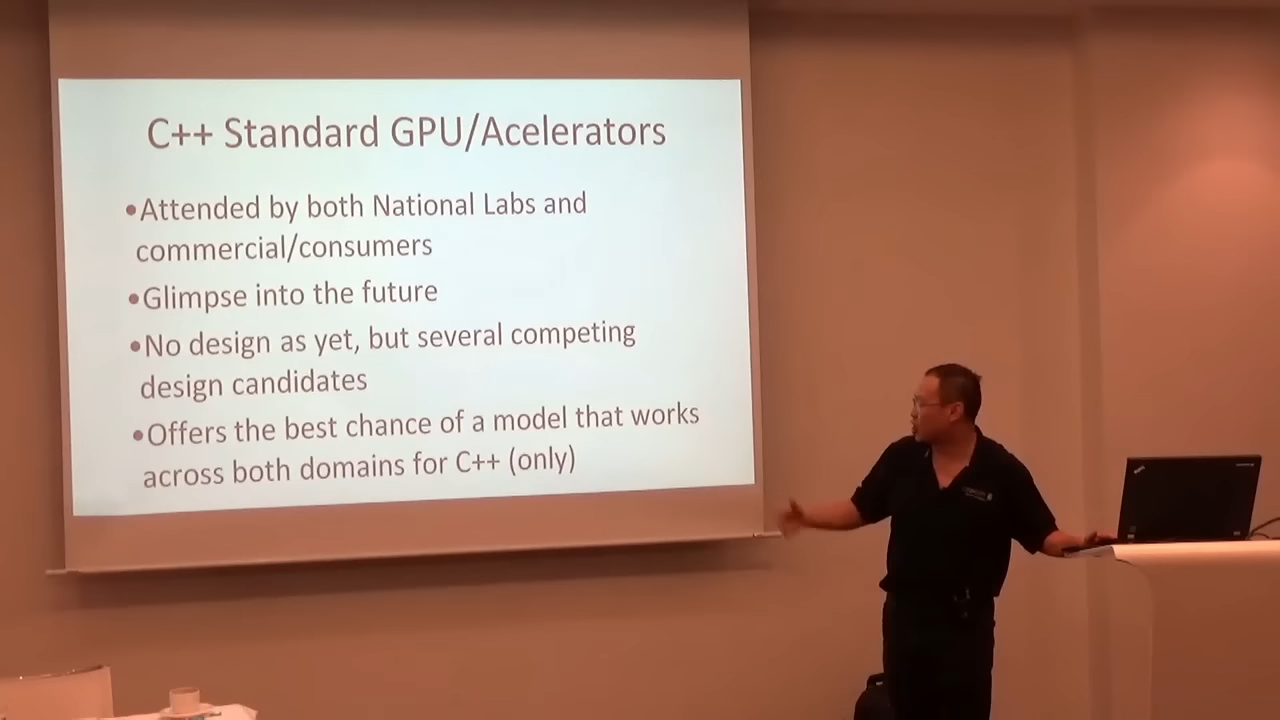 C++ Standard GPU/Acelerators
•Attended by both National Labs and
commercial/consumers
•Glimpse into the future
•No design as yet, but several competing
design candidates
•Offers the best chance of a model that works
across both domains for C++ (only)